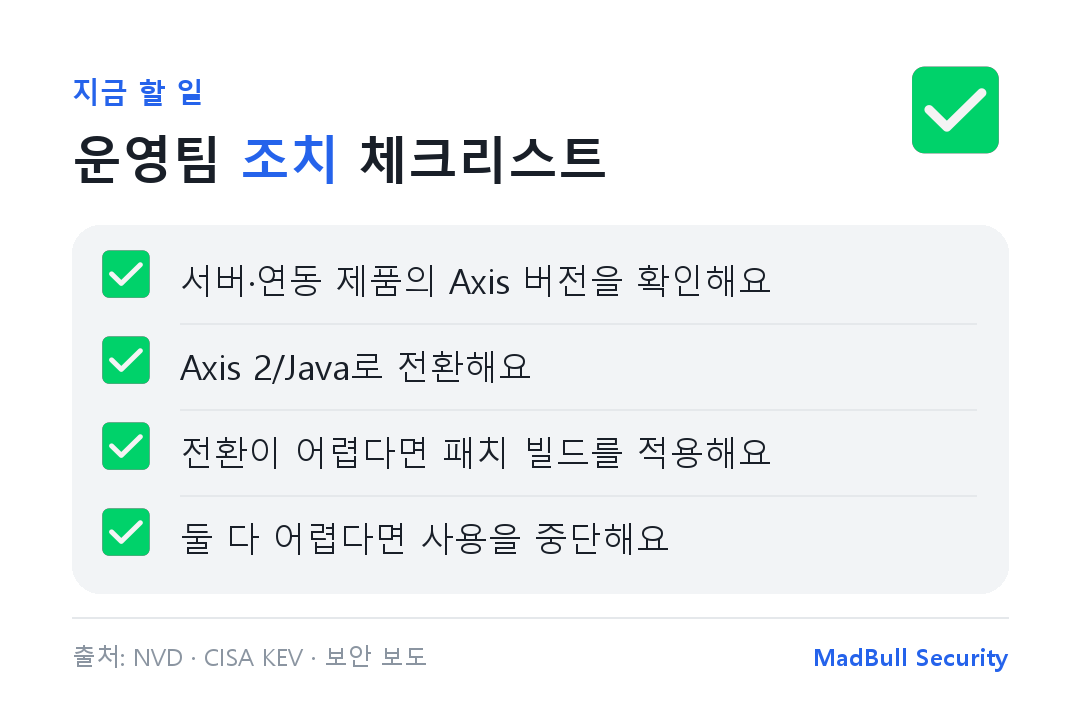 지금 할 일
운영팀 조치 체크리스트
서버·연동 제품의 Axis 버전을 확인해요
Axis 2/Java로 전환해요
전환이 어렵다면 패치 빌드를 적용해요
둘 다 어렵다면 사용을 중단해요
출처: NVD · CISA KEV · 보안 보도
MadBull Security